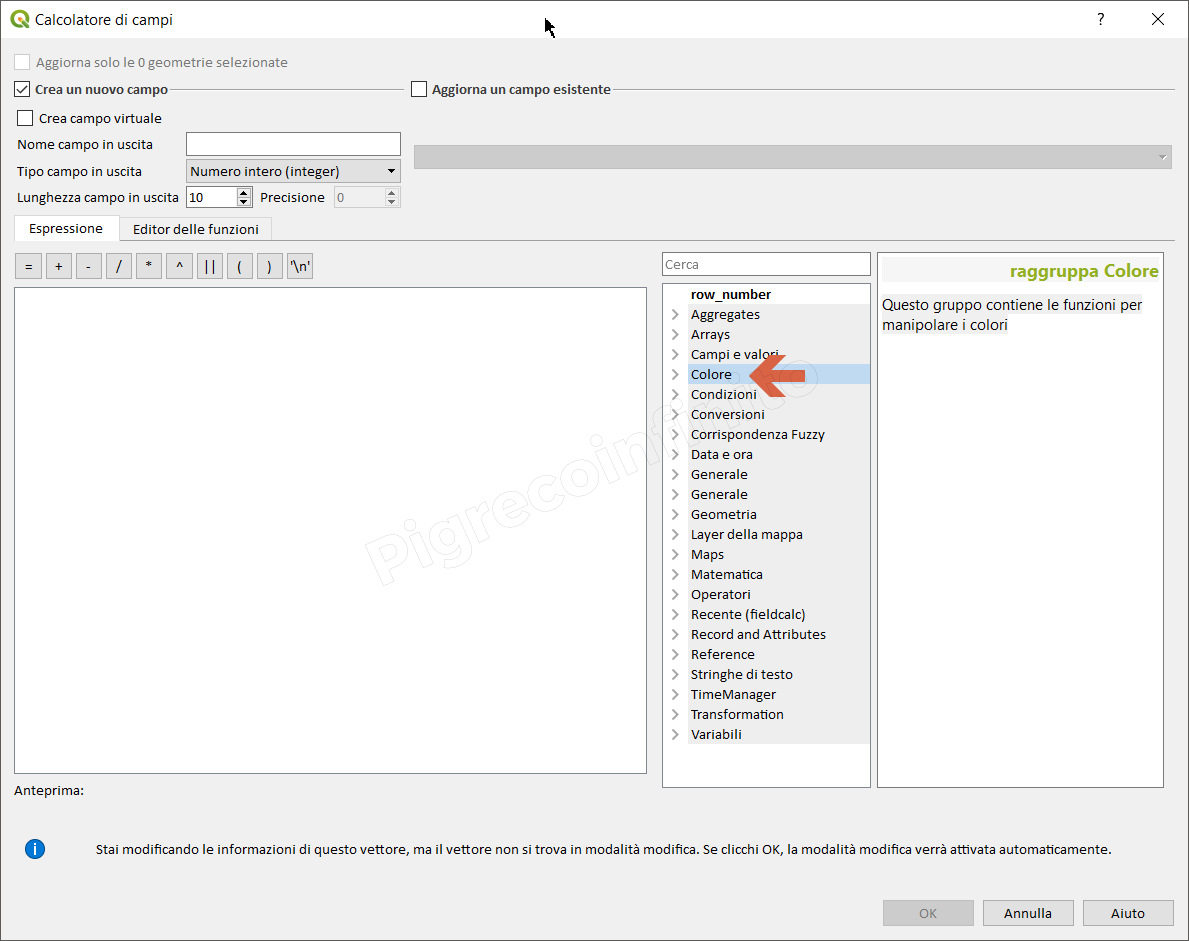 Calcolatore di campi
?
Aggiorna solo le 0 geometrie selezionate
Crea un nuovo campo
Aggiorna un campo esistente
Crea campo virtuale
Nome campo in uscita
Tipo campo in uscita
Numero intero (integer)
Lunghezza campo in uscita
10
Precisione
0
Espressione
Editor delle funzioni
= + - / * ^ || ( ) '\n'
Cerca
row_number
Aggregates
Arrays
Campi e valori
Colore
Condizioni
Conversioni
Corrispondenza Fuzzy
Data e ora
Generale
Generale
Geometria
Layer della mappa
Maps
Matematica
Operatori
Recente (fieldcalc)
Record and Attributes
Reference
Stringhe di testo
TimeManager
Transformation
Variabili
raggruppa Colore
Questo gruppo contiene le funzioni per
manipolare i colori
Pigrecoinfinito
Anteprima:
Stai modificando le informazioni di questo vettore, ma il vettore non si trova in modalità modifica. Se clicchi OK, la modalità modifica verrà attivata automaticamente.
OK
Annulla
Aiuto